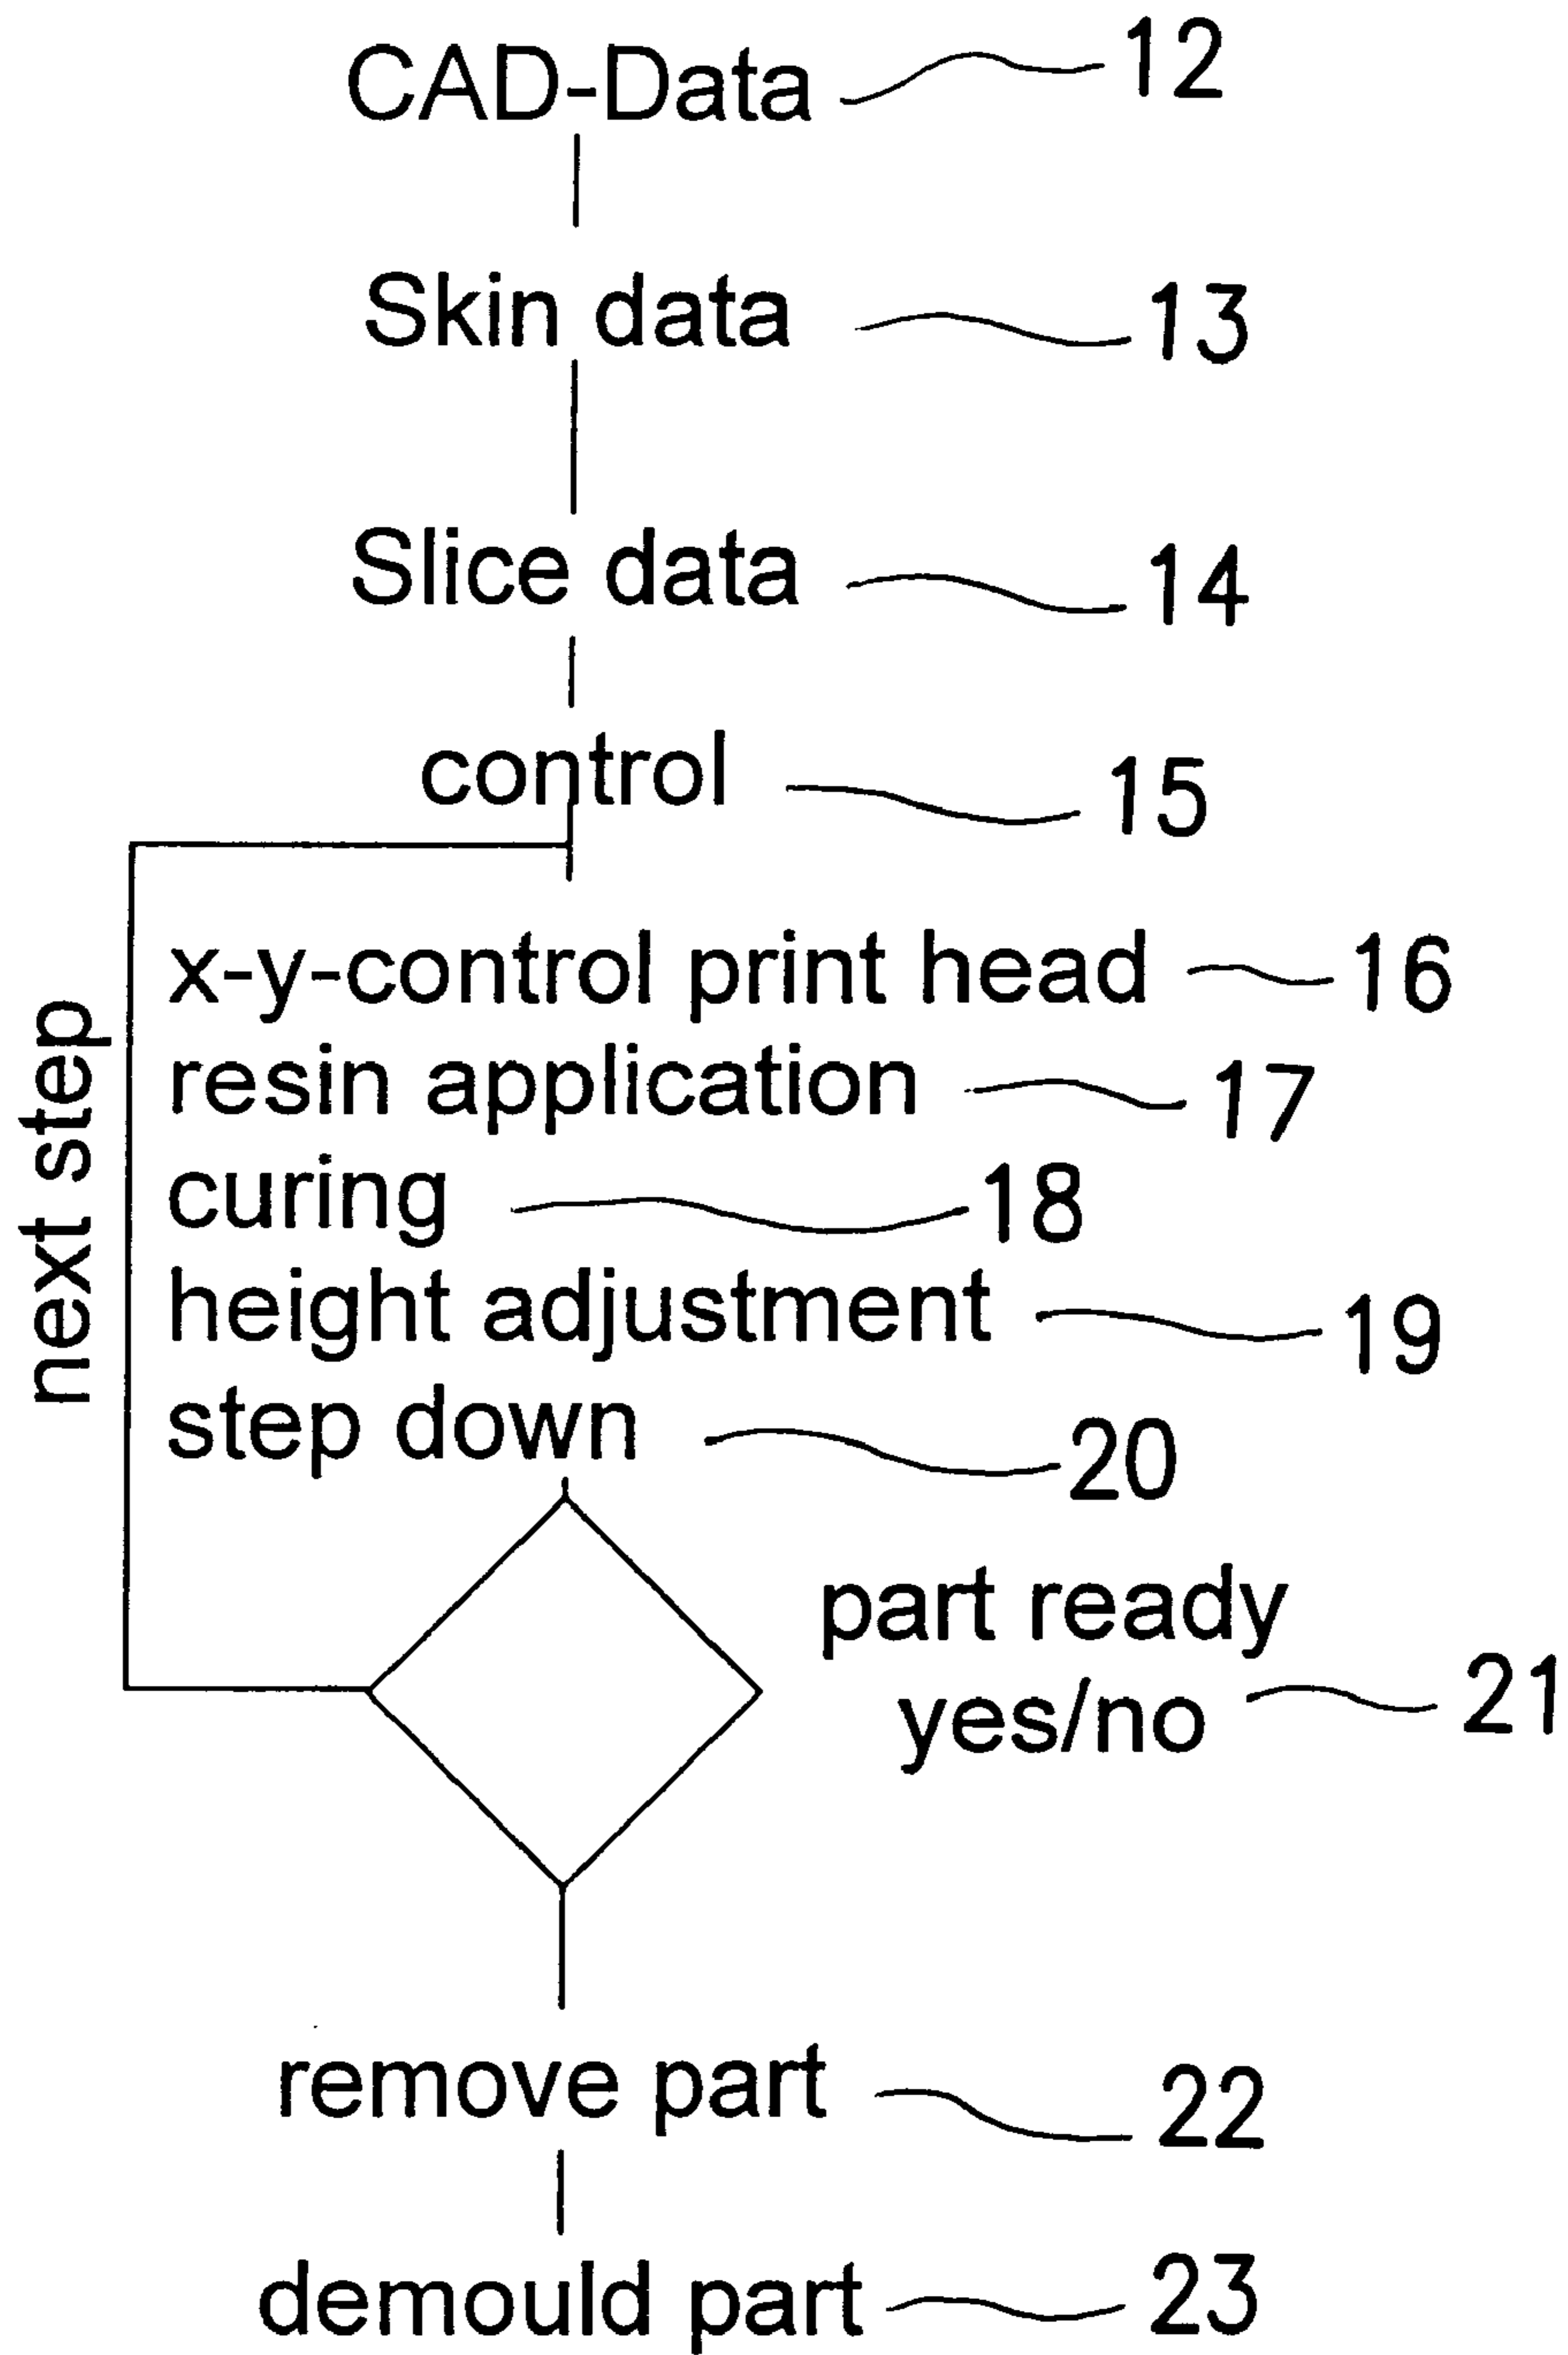 CAD-Data 12
Skin data 13
Slice data 14
control 15
x-y-control print head 16
resin application 17
curing 18
height adjustment 19
step down 20
next step
part ready
yes/no 21
remove part 22
demould part 23